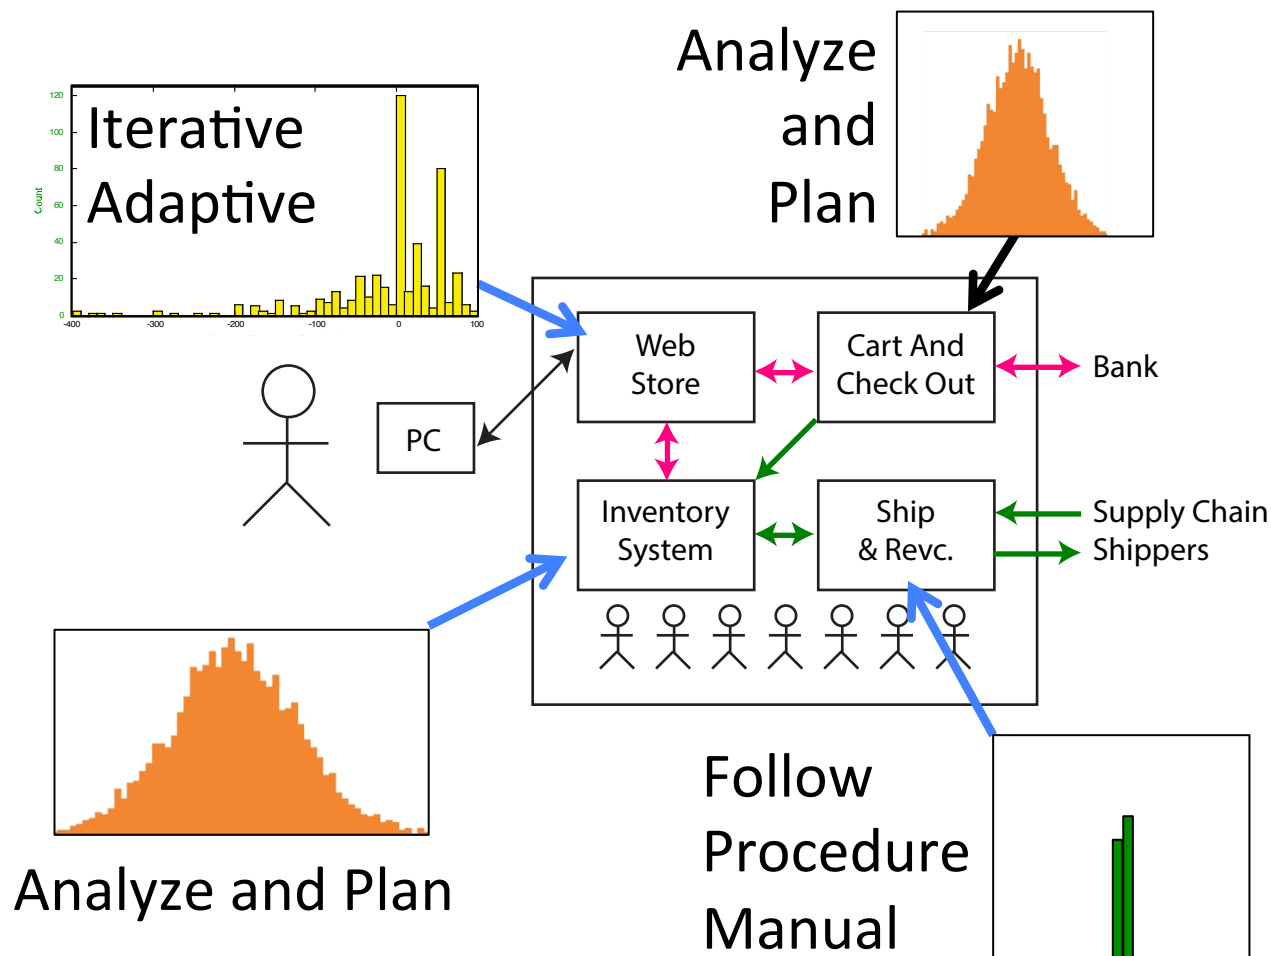 Analyze
and
Plan
Iterative
Adaptive
Count
120
100
80
60
40
20
0
-400
-300
-200
-100
0
100
Web
Store
Cart And
Check Out
Bank
PC
Inventory
System
Ship
& Revc.
Supply Chain
Shippers
Analyze and Plan
Follow
Procedure
Manual